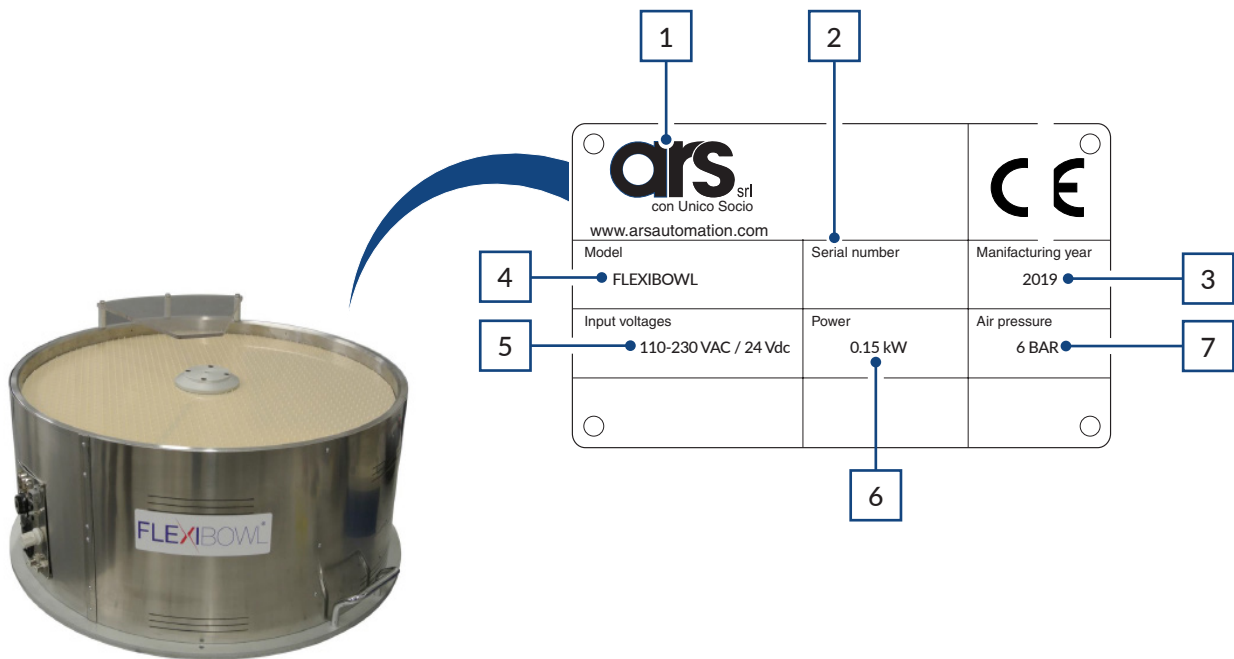 1
2
ars
srl
con Unico Socio
www.arsautomation.com
CE
Model
FLEXIBOWL
Serial number
Manifacturing year
2019
4
3
Input voltages
110-230 VAC / 24 Vdc
Power
0.15 kW
Air pressure
6 BAR
5
7
6
FLEXIBOWL®